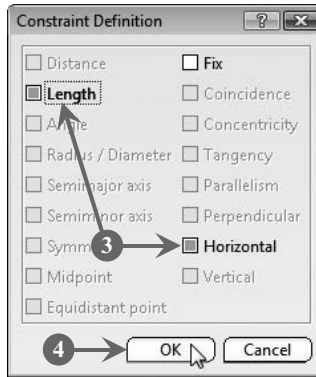 Constraint Definition
Distance
Fix
Length
Coincidence
Angle
Concentricity
Radius / Diameter
Tangency
Semimajor axis
Parallelism
Semiminor axis
Perpendicular
3
Horizontal
Midpoint
Vertical
Equidistant point
4
OK
Cancel